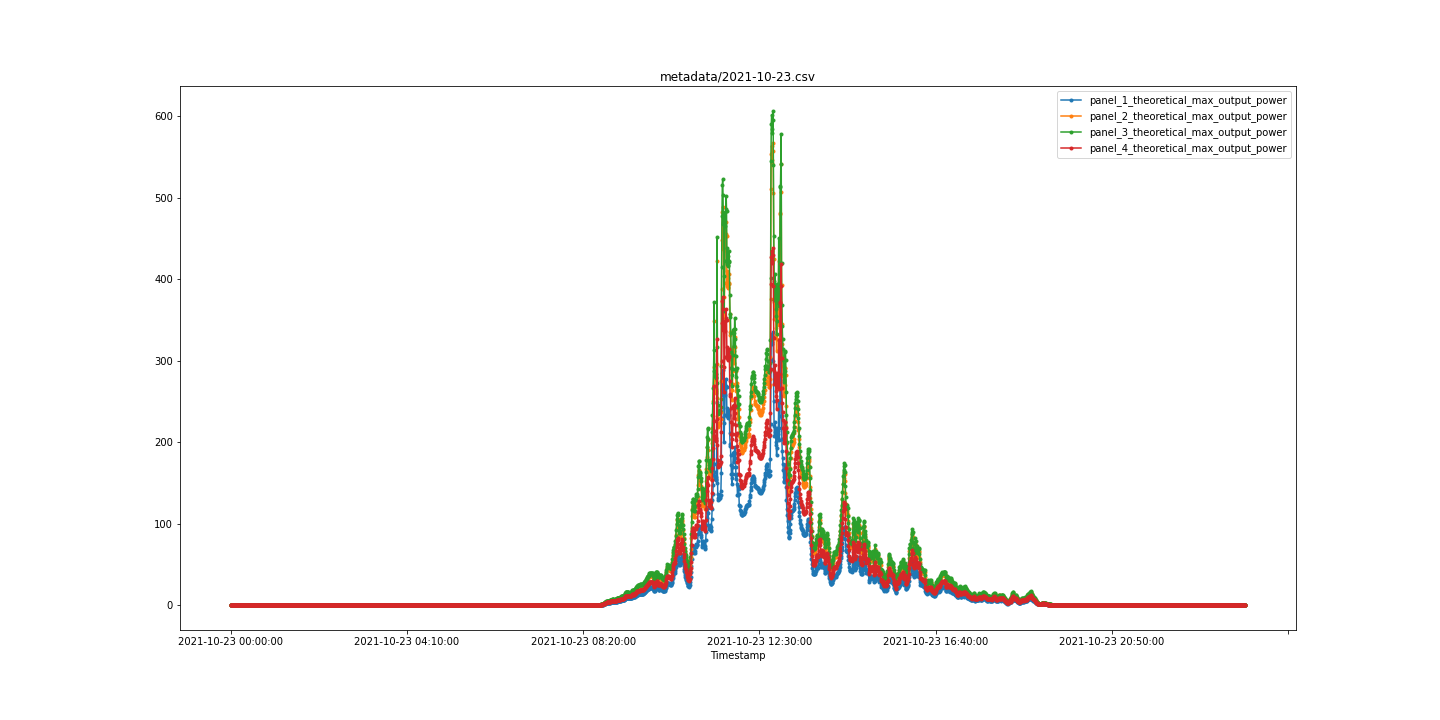 metadata/2021-10-23.csv
panel_1_theoretical_max_output_power
panel_2_theoretical_max_output_power
panel_3_theoretical_max_output_power
panel_4_theoretical_max_output_power
600
500
400
300
200
100
0
2021-10-23 00:00:00 2021-10-23 04:10:00 2021-10-23 08:20:00 2021-10-23 12:30:00 2021-10-23 16:40:00 2021-10-23 20:50:00
Timestamp